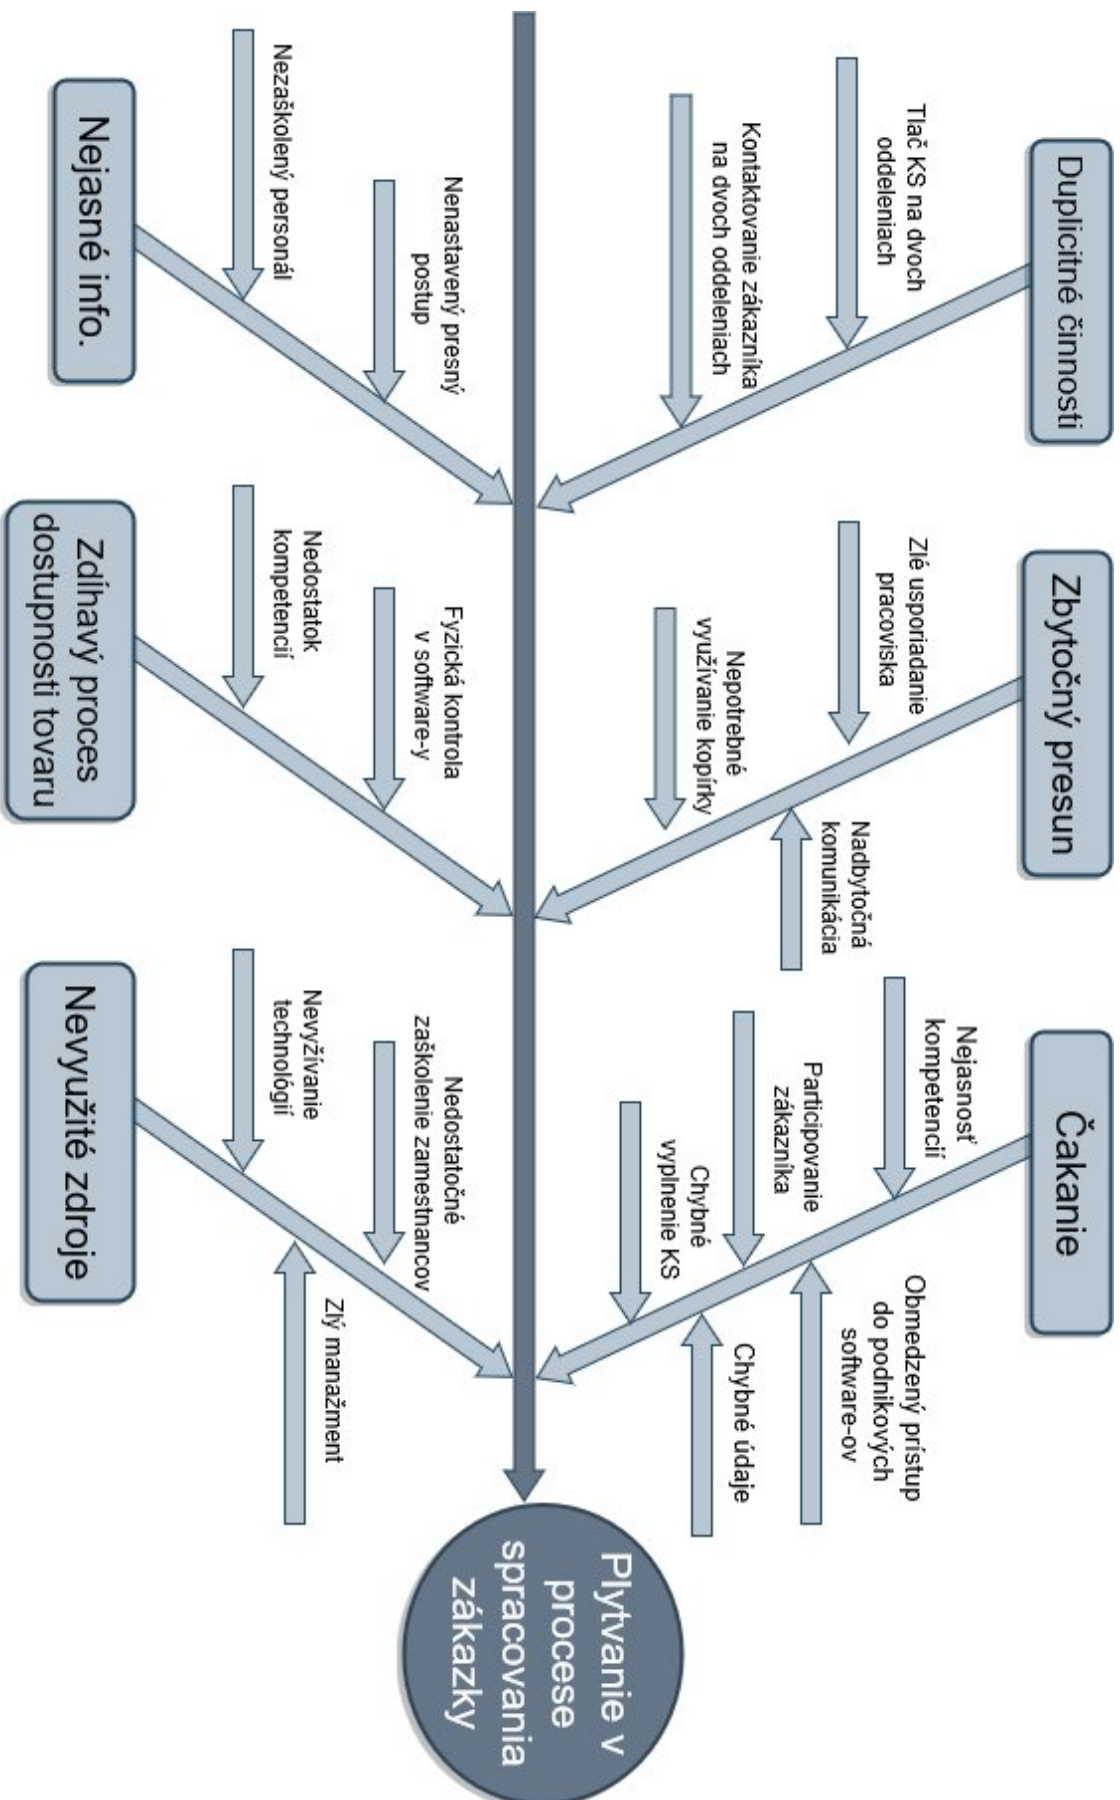 Duplicitné činnosti
Tlač KS na dvoch
oddeleniach
Kontaktovanie zákazníka
na dvoch oddeleniach
Zbytočný presun
Zlé usporiadanie
pracoviska
Nadbytočná
komunikácia
Nepotrebné
využívanie kopírky
Čakanie
Nejasnosť
kompetencií
Obmedzený prístup
do podnikových
software-ov
Participovanie
zákazníka
Chybné údaje
Chybné
vyplnenie KS
Plytvanie v
procese
spracovania
zákazky
Nenastavený presný
postup
Nezaškolený personál
Nejasné info.
Fyzická kontrola
v software-y
Nedostatok
kompetencií
Zdĺhavý proces
dostupnosti tovaru
Nedostatočné
zaškolenie zamestnancov
Nevyžívanie
technológií
Zlý manažment
Nevyužité zdroje